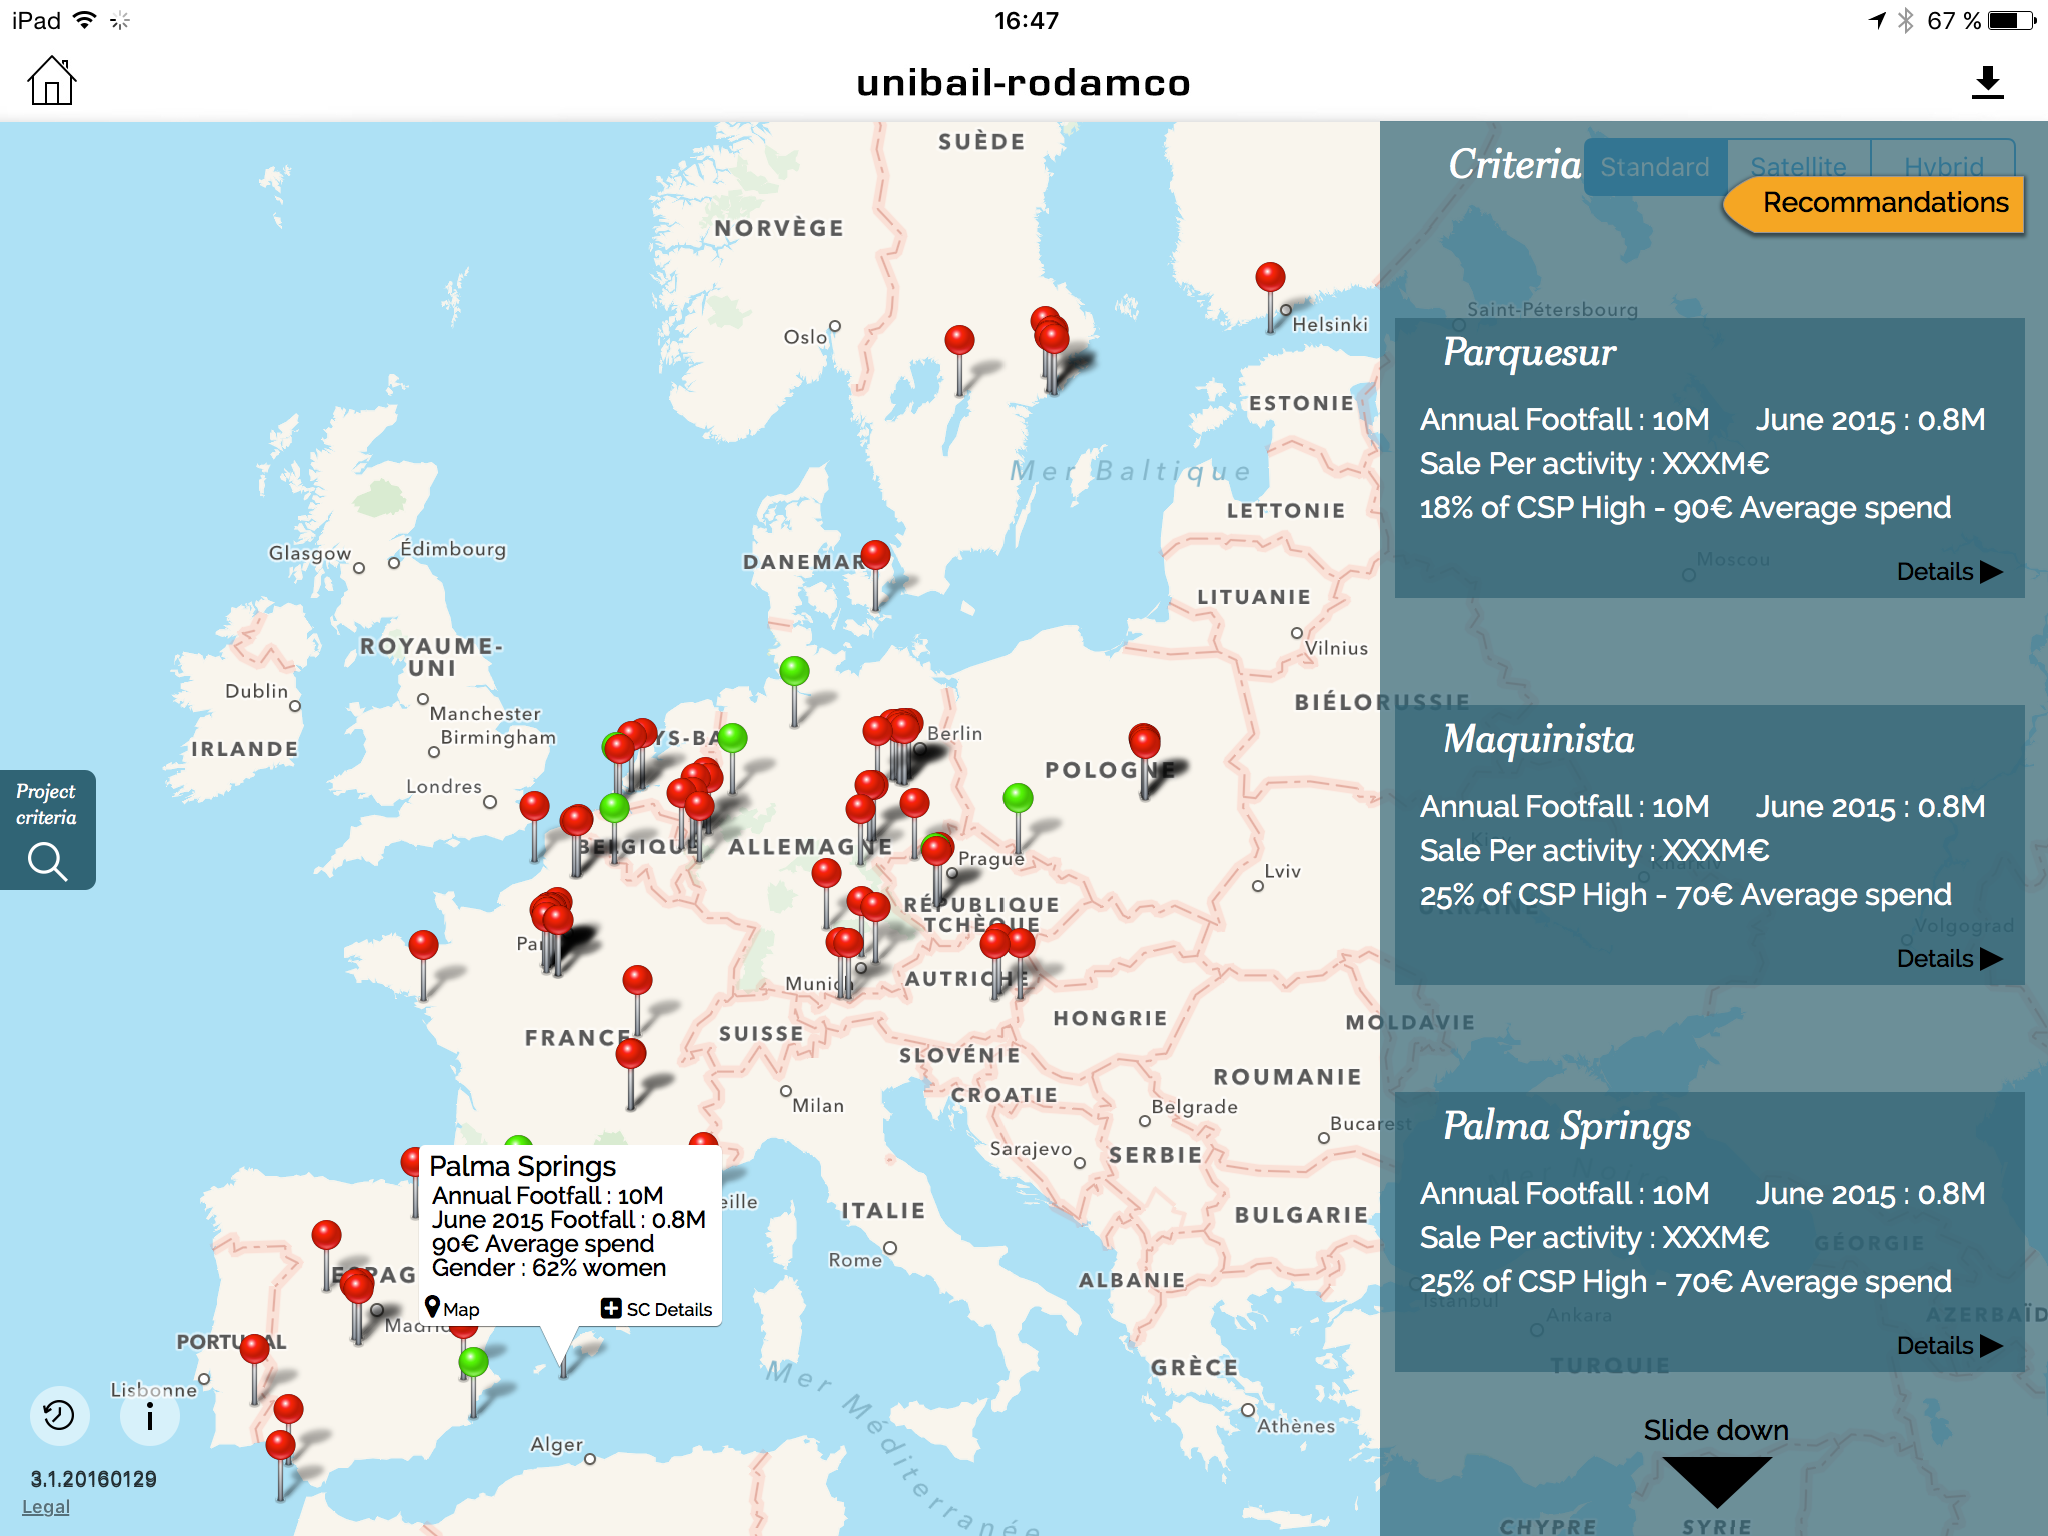 iPad
16:47
67 %
unibail-rodamco
SUÈDE
NORVÈGE
Oslo
Helsinki
ESTONIE
Mer Baltique
LETTONIE
Glasgow
Édimbourg
DANEMAR
LITUANIE
Vilnius
ROYAUME-
UNI
Dublin
Manchester
Birmingham
IRLANDE
Londres
YS-BA
Berlin
POLOGNE
BIÉLORUSSIE
BELGIQUE
ALLEMAGNE
Prague
Lviv
RÉPUBLIQUE
TCHÈQUE
Munich
AUTRICHE
HONGRIE
MOLDAVIE
FRANCE
SUISSE
SLOVÉNIE
CROATIE
ROUMANIE
Milan
Belgrade
Bucarest
Sarajevo
SERBIE
ITALIE
BULGARIE
Rome
ALBANIE
eille
ESPAG
Madrid
PORTUGAL
Lisbonne
GRÈCE
Athènes
Alger
Mer Méditerranée
Project
criteria
Palma Springs
Annual Footfall : 10M
June 2015 Footfall : 0.8M
90€ Average spend
Gender : 62% women
Map
SC Details
3.1.20160129
Legal
Criteria
Standard
Satellite
Hybrid
Recommandations
Saint-Pétersbourg
Parquesur
Annual Footfall : 10M June 2015 : 0.8M
Sale Per activity : XXXM€
18% of CSP High - 90€ Average spend
Moscou
Details
Maquinista
Annual Footfall : 10M June 2015 : 0.8M
Sale Per activity : XXXM€
25% of CSP High - 70€ Average spend
UKRAINE
Volgograd
Details
Palma Springs
Annual Footfall : 10M June 2015 : 0.8M
Sale Per activity : XXXM€
25% of CSP High - 70€ Average spend
GÉORGIE
Istanbul
Ankara
AZERBAÏD
Details
TURQUIE
Slide down
CHYPRE
SYRIE